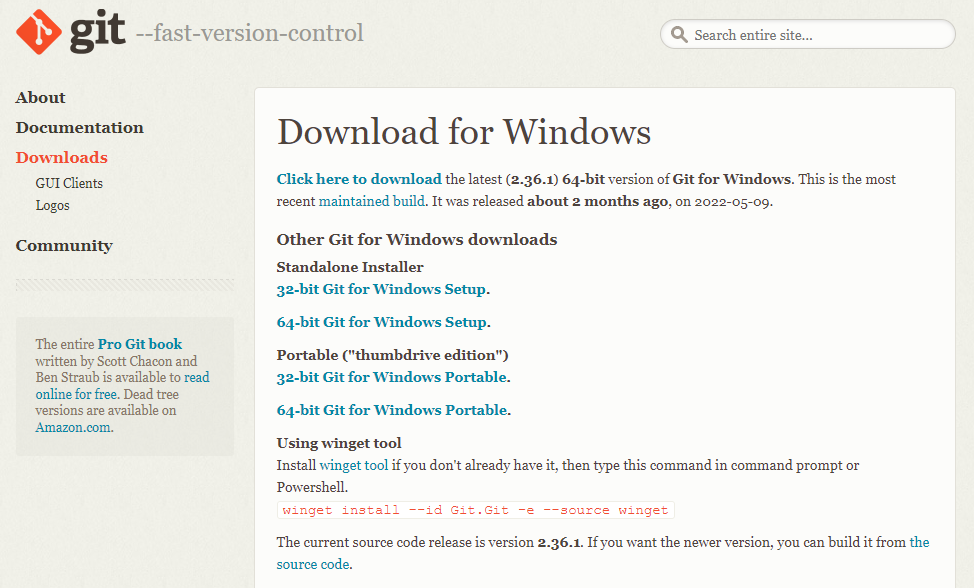 git --fast-version-control
Search entire site...
About
Documentation
Downloads
GUI Clients
Logos
Community
The entire Pro Git book
written by Scott Chacon and
Ben Straub is available to read
online for free. Dead tree
versions are available on
Amazon.com.
Download for Windows
Click here to download the latest (2.36.1) 64-bit version of Git for Windows. This is the most
recent maintained build. It was released about 2 months ago, on 2022-05-09.
Other Git for Windows downloads
Standalone Installer
32-bit Git for Windows Setup.
64-bit Git for Windows Setup.
Portable ("thumbdrive edition")
32-bit Git for Windows Portable.
64-bit Git for Windows Portable.
Using winget tool
Install winget tool if you don't already have it, then type this command in command prompt or
Powershell.
winget install --id Git.Git -e --source winget
The current source code release is version 2.36.1. If you want the newer version, you can build it from the
source code.